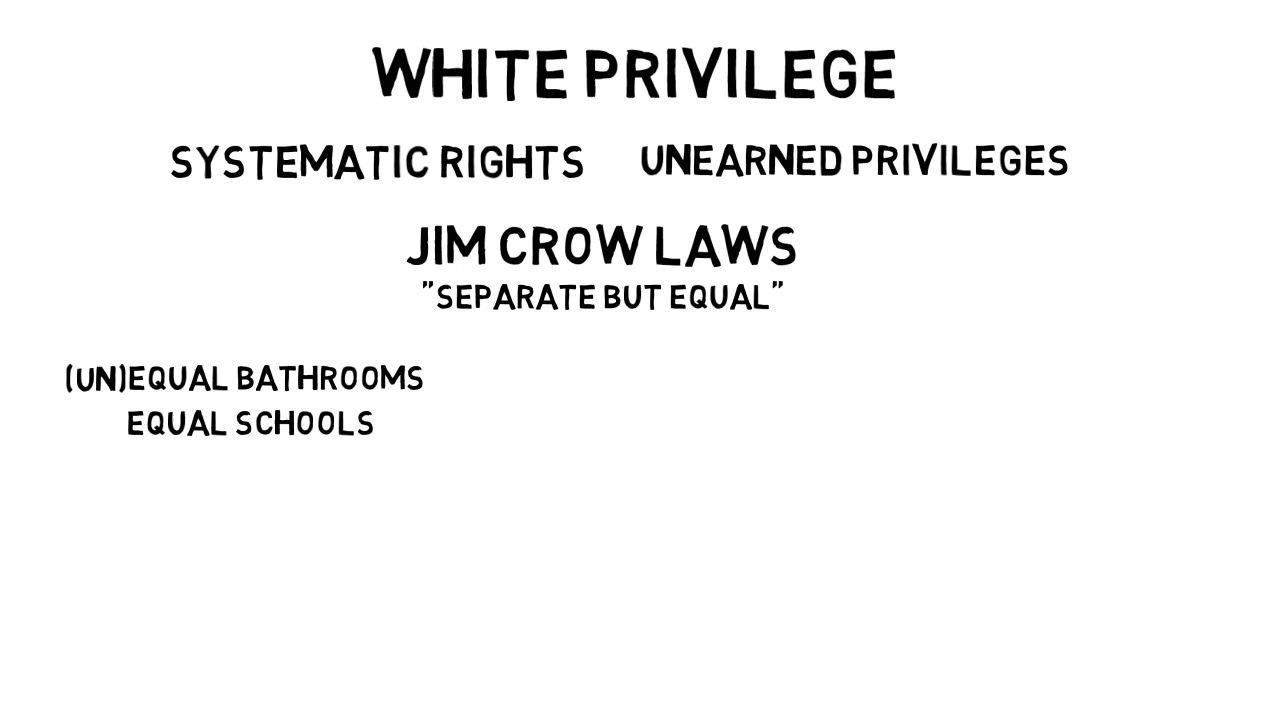 WHITE PRIVILEGE
SYSTEMATIC RIGHTS UNEARNED PRIVILEGES
JIM CROW LAWS
"SEPARATE BUT EQUAL"
(UN)EQUAL BATHROOMS
EQUAL SCHOOLS